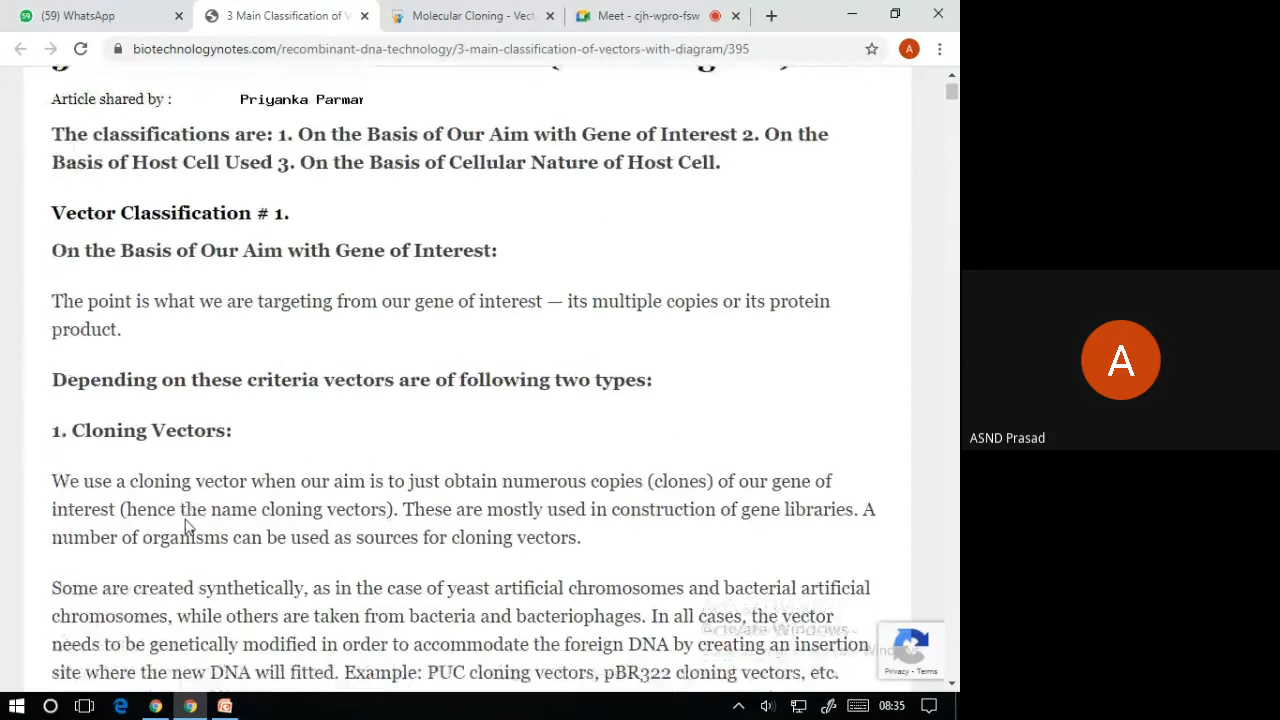 (59) WhatsApp
3 Main Classification of V
Molecular Cloning - Vect
Meet - cjh-wpro-fsw
biotechnologynotes.com/recombinant-dna-technology/3-main-classification-of-vectors-with-diagram/395
A
Article shared by : Priyanka Parmar
The classifications are: 1. On the Basis of Our Aim with Gene of Interest 2. On the
Basis of Host Cell Used 3. On the Basis of Cellular Nature of Host Cell.
Vector Classification # 1.
On the Basis of Our Aim with Gene of Interest:
The point is what we are targeting from our gene of interest — its multiple copies or its protein
product.
Depending on these criteria vectors are of following two types:
1. Cloning Vectors:
We use a cloning vector when our aim is to just obtain numerous copies (clones) of our gene of
interest (hence the name cloning vectors). These are mostly used in construction of gene libraries. A
number of organisms can be used as sources for cloning vectors.
Some are created synthetically, as in the case of yeast artificial chromosomes and bacterial artificial
chromosomes, while others are taken from bacteria and bacteriophages. In all cases, the vector
needs to be genetically modified in order to accommodate the foreign DNA by creating an insertion
site where the new DNA will fitted. Example: PUC cloning vectors, pBR322 cloning vectors, etc.
Activate Windows
Privacy - Terms
A
ASND Prasad
08:35